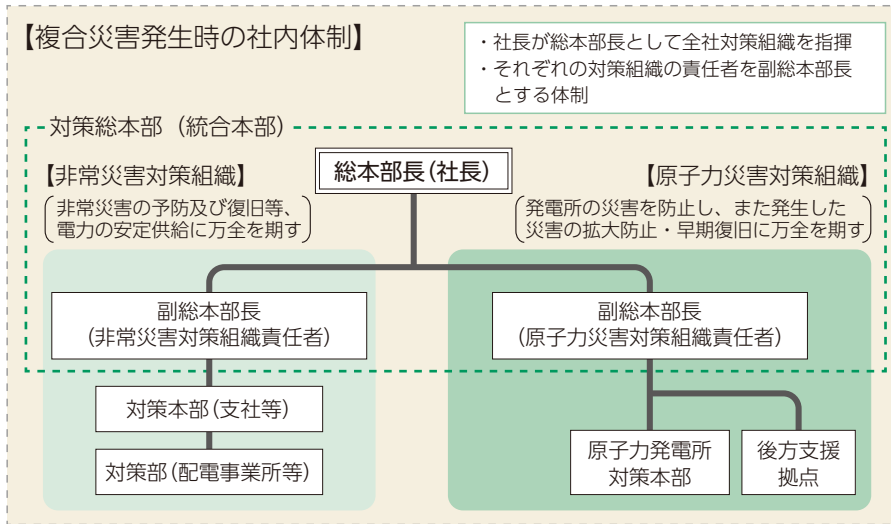 【複合災害発生時の社内体制】
・社長が総本部長として全社対策組織を指揮
・それぞれの対策組織の責任者を副総本部長
とする体制
対策総本部（統合本部）
総本部長（社長）
【非常災害対策組織】
非常災害の予防及び復旧等、
電力の安定供給に万全を期す
【原子力災害対策組織】
発電所の災害を防止し、また発生した
災害の拡大防止・早期復旧に万全を期す
副総本部長
（非常災害対策組織責任者）
副総本部長
（原子力災害対策組織責任者）
対策本部（支社等）
対策部（配電事業所等）
原子力発電所
対策本部
後方支援
拠点